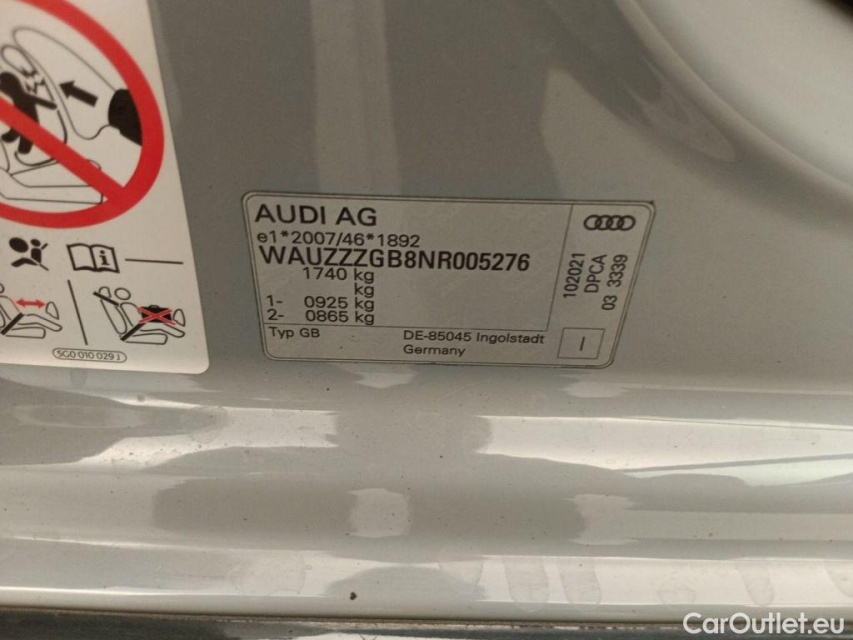 AUDI AG
e1*2007/46*1892
WAUZZZGB8NR005276
1740 kg
kg
1- 0925 kg
2- 0865 kg
Typ GB
DE-85045 Ingolstadt
Germany
102021
DPCA
03 3339
I
5G0 010 029 J
CarOutlet.eu